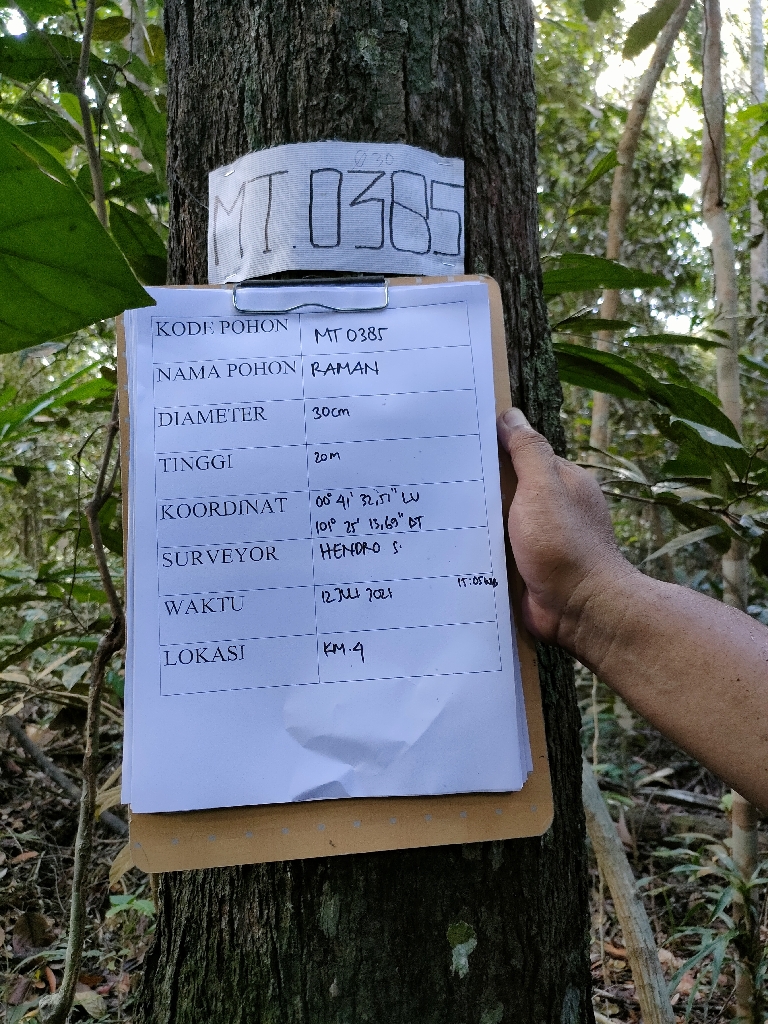 030
MT.0385
KODE POHON MT 0385
NAMA POHON RAMAN
DIAMETER 30cm
TINGGI 20m
KOORDINAT 00° 41' 32,51" LU
101° 25' 13,69" BT
SURVEYOR HENDRO S.
WAKTU 12 JULI 2021 15:05 WIB
LOKASI KM.4